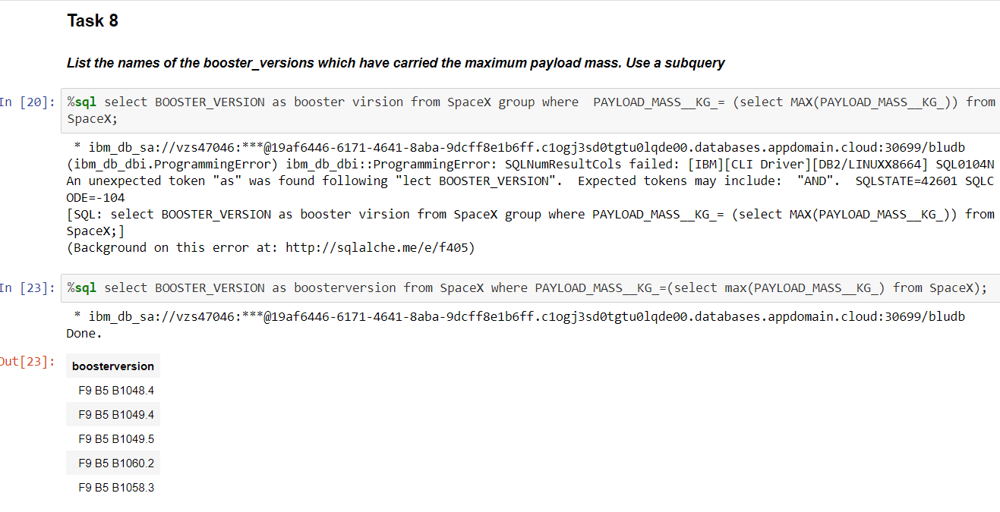 Task 8
List the names of the booster_versions which have carried the maximum payload mass. Use a subquery
In [20]: %sql select BOOSTER_VERSION as booster virsion from SpaceX group where  PAYLOAD_MASS__KG_= (select MAX(PAYLOAD_MASS__KG_)) from
SpaceX;
* ibm_db_sa://vzs47046:***@19af6446-6171-4641-8aba-9dcff8e1b6ff.c1ogj3sd0tgtu0lqde00.databases.appdomain.cloud:30699/bludb
(ibm_db_dbi.ProgrammingError) ibm_db_dbi::ProgrammingError: SQLNumResultCols failed: [IBM][CLI Driver][DB2/LINUXX8664] SQL0104N
An unexpected token "as" was found following "lect BOOSTER_VERSION".  Expected tokens may include:  "AND".  SQLSTATE=42601 SQLC
ODE=-104
[SQL: select BOOSTER_VERSION as booster virsion from SpaceX group where PAYLOAD_MASS__KG_= (select MAX(PAYLOAD_MASS__KG_)) from
SpaceX;]
(Background on this error at: http://sqlalche.me/e/f405)
In [23]: %sql select BOOSTER_VERSION as boosterversion from SpaceX where PAYLOAD_MASS__KG_=(select max(PAYLOAD_MASS__KG_) from SpaceX);
* ibm_db_sa://vzs47046:***@19af6446-6171-4641-8aba-9dcff8e1b6ff.c1ogj3sd0tgtu0lqde00.databases.appdomain.cloud:30699/bludb
Done.
Out[23]: boosterversion
F9 B5 B1048.4
F9 B5 B1049.4
F9 B5 B1049.5
F9 B5 B1060.2
F9 B5 B1058.3